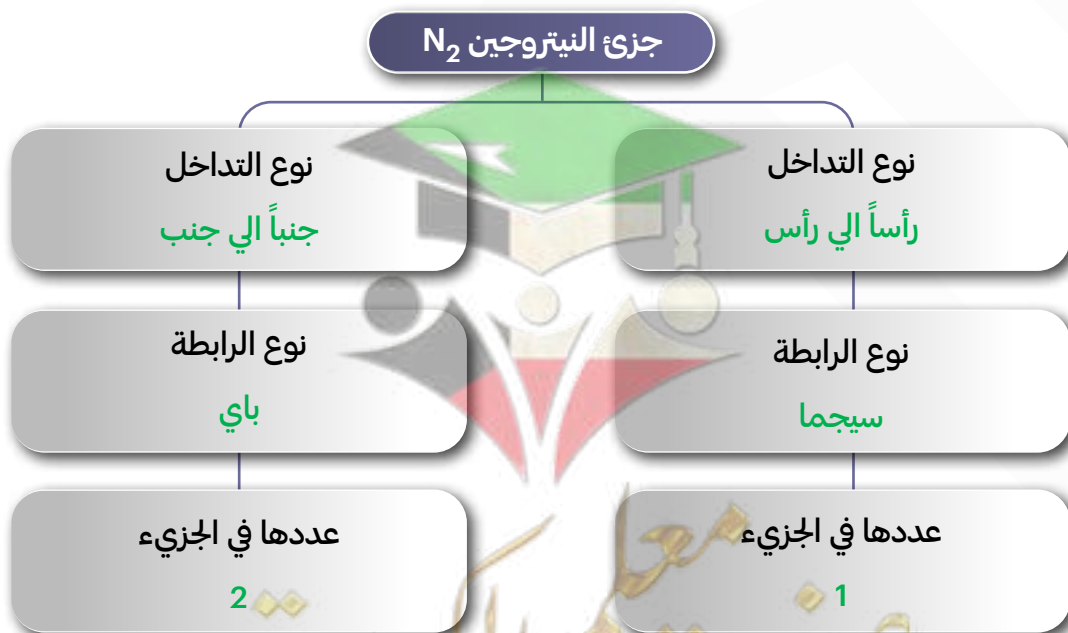 جزئ النيتروجين N₂
نوع التداخل
رأساً الي رأس
نوع الرابطة
سيجما
عددها في الجزيء
1
نوع التداخل
جنباً الي جنب
نوع الرابطة
باي
عددها في الجزيء
2